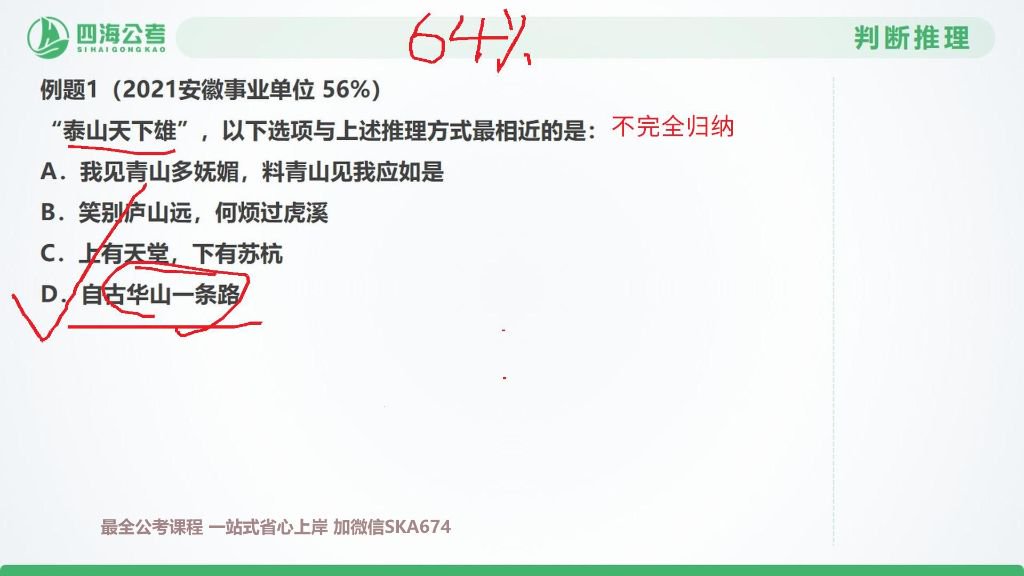 四海公考
SIHAIGONGKAO
64%
判断推理
例题1（2021安徽事业单位 56%）
“泰山天下雄”，以下选项与上述推理方式最相近的是：
不完全归纳
A．我见青山多妩媚，料青山见我应如是
B．笑别庐山远，何烦过虎溪
C．上有天堂，下有苏杭
D．自古华山一条路
最全公考课程 一站式省心上岸 加微信SKA674